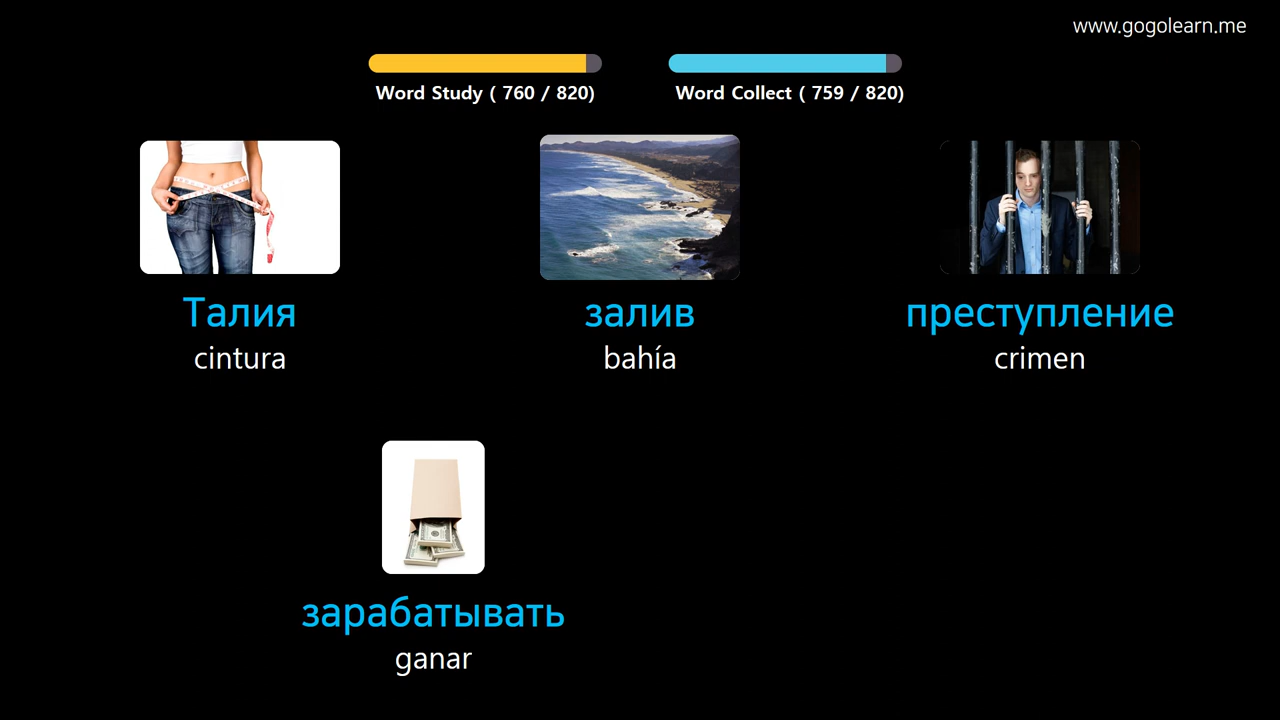 www.gogolearn.me
Word Study ( 760 / 820)
Word Collect ( 759 / 820)
Талия
cintura
залив
bahía
преступление
crimen
зарабатывать
ganar